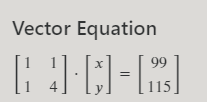 Vector Equation
[1 1; 1 4] · [x; y] = [99; 115]